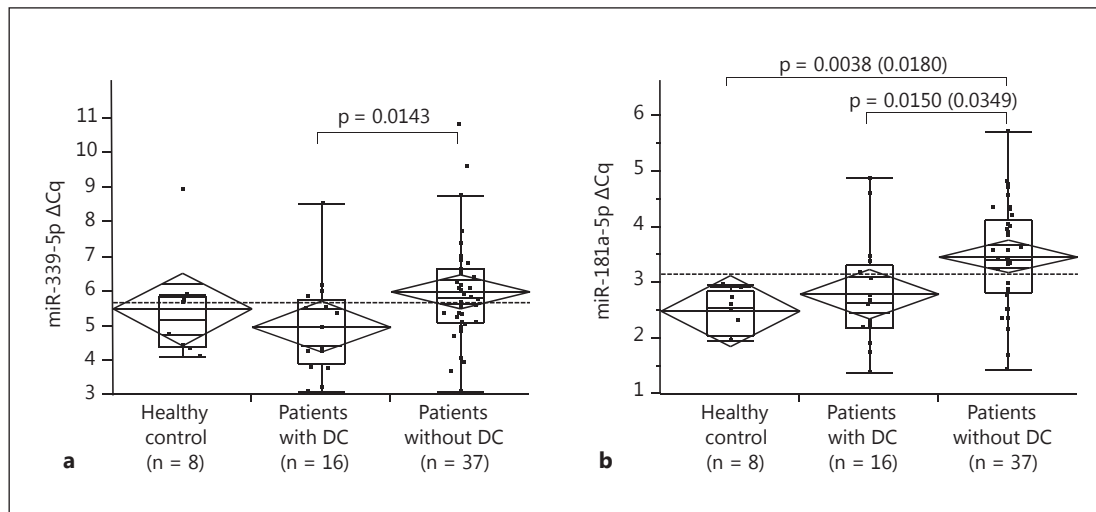 p = 0.0143
miR-339-5p ΔCq
11
10
9
8
7
6
5
4
3
Healthy control (n = 8)
Patients with DC (n = 16)
Patients without DC (n = 37)
a
p = 0.0038 (0.0180)
p = 0.0150 (0.0349)
miR-181a-5p ΔCq
6
5
4
3
2
1
Healthy control (n = 8)
Patients with DC (n = 16)
Patients without DC (n = 37)
b